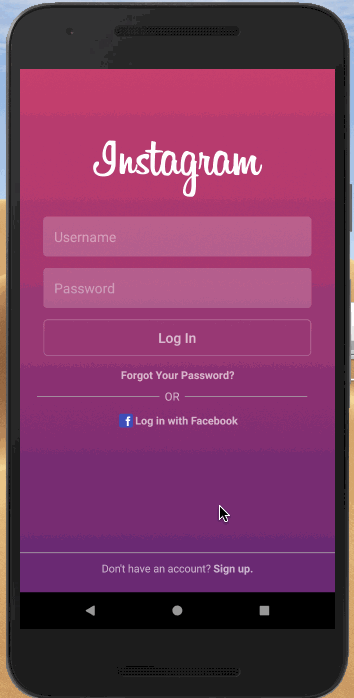 Instagram
Username
Password
Log In
Forgot Your Password?
OR
f Log in with Facebook
Don't have an account? Sign up.